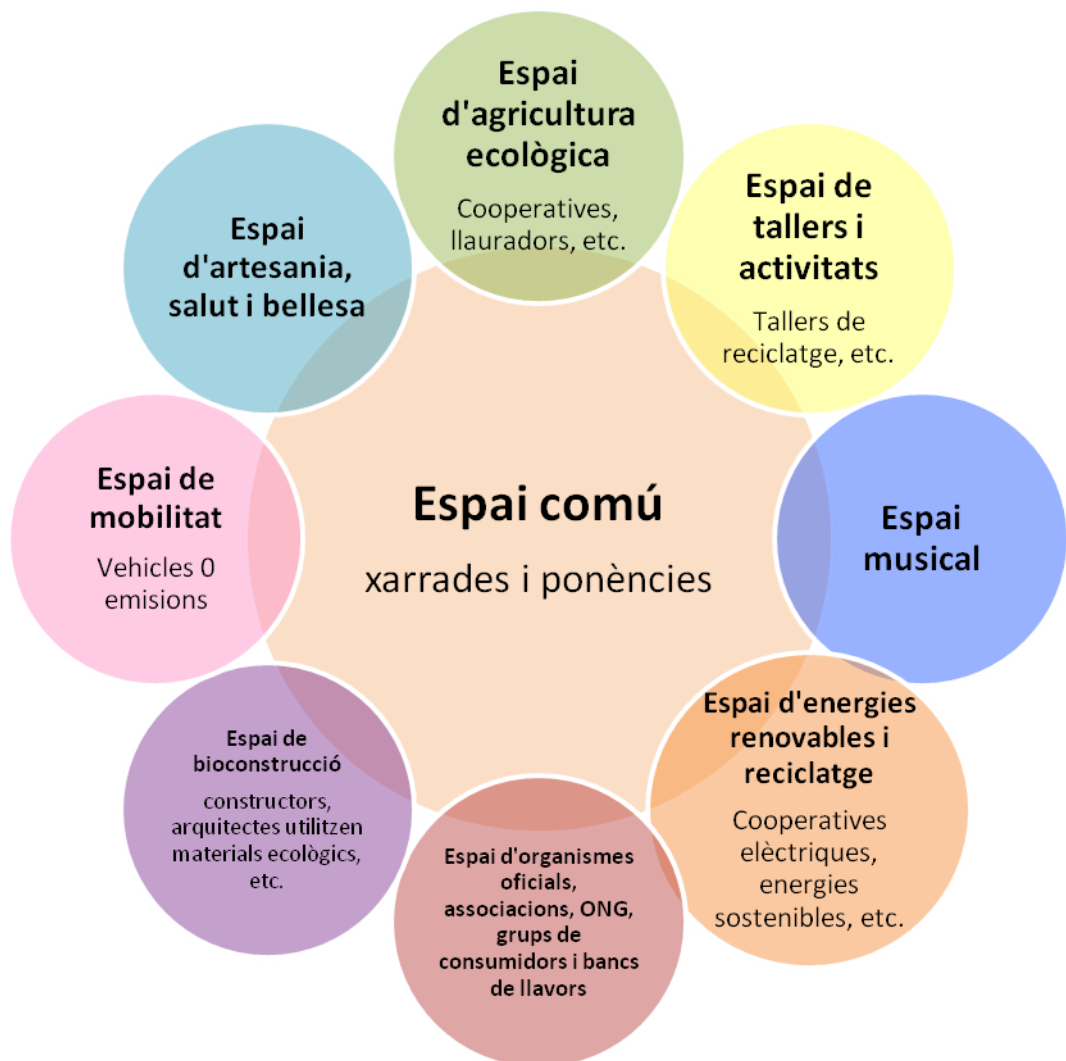 Espai
d'agricultura
ecològica
Cooperatives,
llauradors, etc.
Espai de
tallers i
activitats
Tallers de
reciclatge, etc.
Espai
musical
Espai d'energies
renovables i
reciclatge
Cooperatives
elèctriques,
energies
sostenibles, etc.
Espai d'organismes
oficials,
associacions, ONG,
grups de
consumidors i bancs
de llavors
Espai de
bioconstrucció
constructors,
arquitectes utilitzen
materials ecològics,
etc.
Espai de
mobilitat
Vehicles 0
emisions
Espai
d'artesania,
salut i bellesa
Espai comú
xarrades i ponències